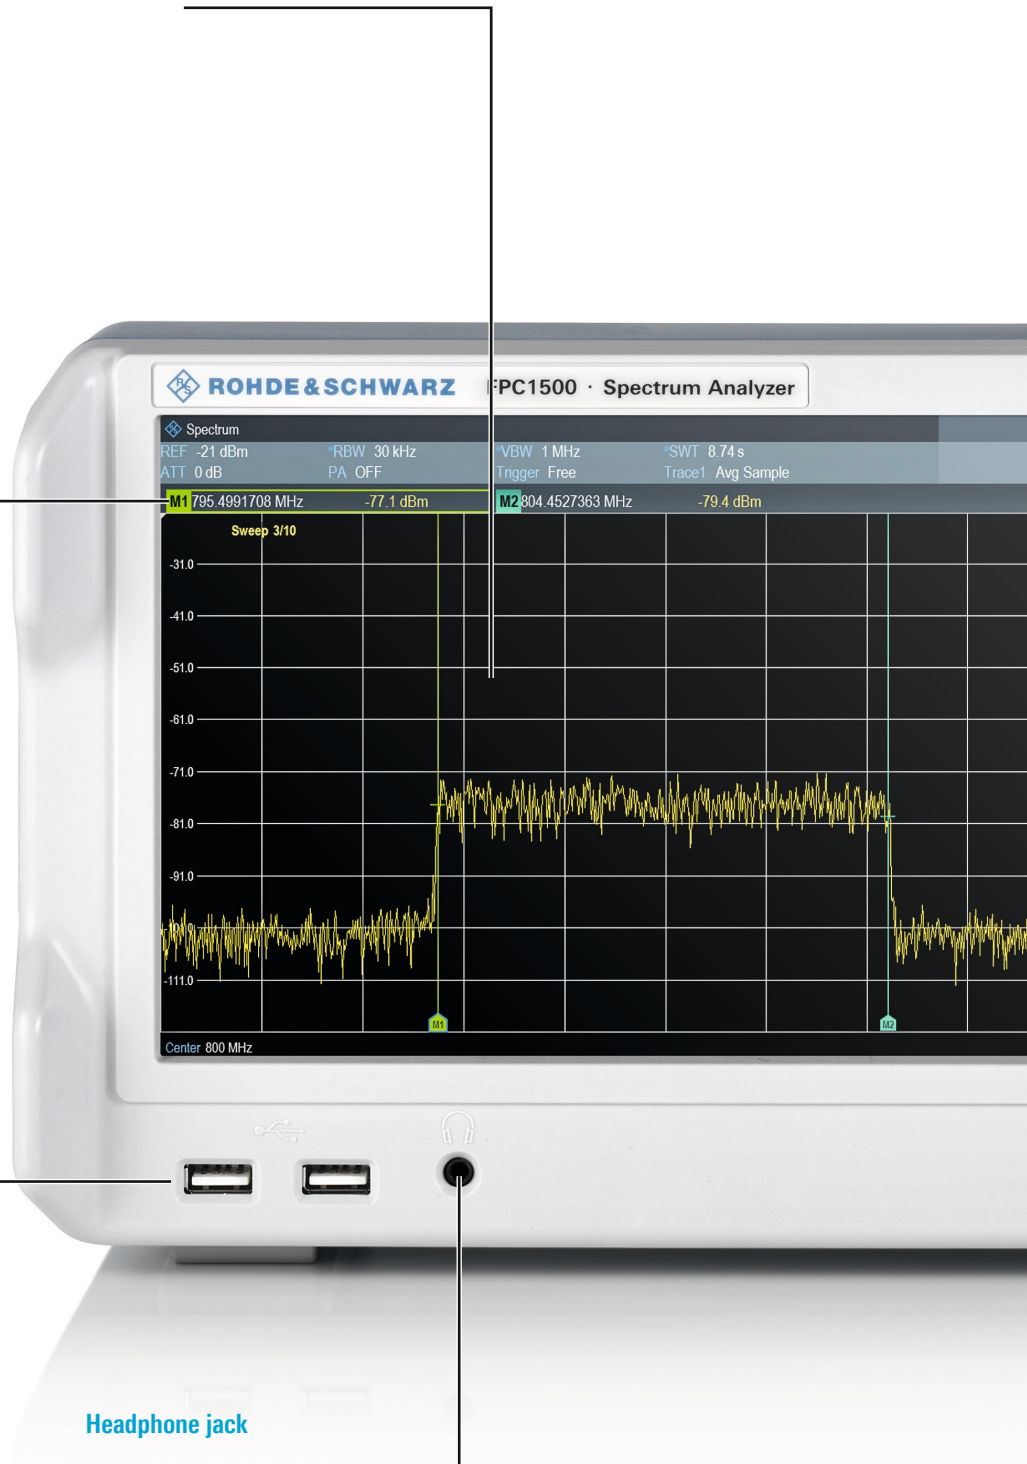 R&S ROHDE&SCHWARZ FPC1500 · Spectrum Analyzer
Spectrum
REF -21 dBm *RBW 30 kHz *VBW 1 MHz *SWT 8.74 s
ATT 0 dB PA OFF Trigger Free Trace1 Avg Sample
M1 795.4991708 MHz -77.1 dBm M2 804.4527363 MHz -79.4 dBm
Sweep 3/10
-31.0
-41.0
-51.0
-61.0
-71.0
-81.0
-91.0
-101.0
-111.0
M1 M2
Center 800 MHz
Headphone jack